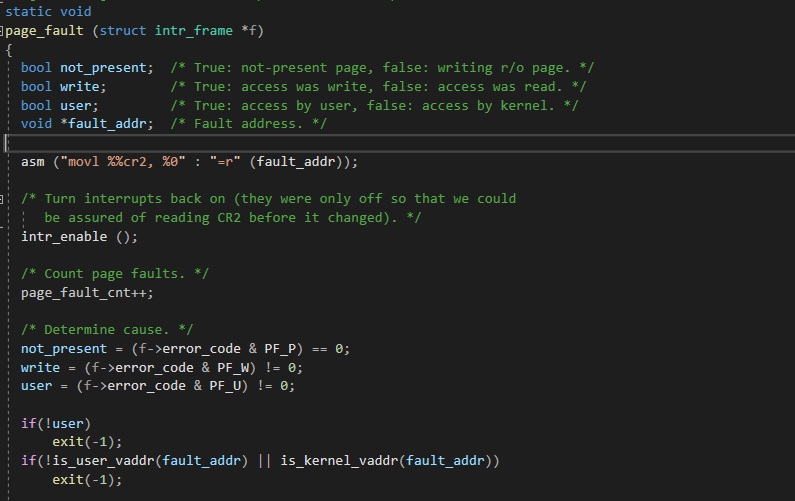 static void
page_fault (struct intr_frame *f)
{
  bool not_present;  /* True: not-present page, false: writing r/o page. */
  bool write;        /* True: access was write, false: access was read. */
  bool user;         /* True: access by user, false: access by kernel. */
  void *fault_addr;  /* Fault address. */
  asm ("movl %%cr2, %0" : "=r" (fault_addr));
  /* Turn interrupts back on (they were only off so that we could
     be assured of reading CR2 before it changed). */
  intr_enable ();
  /* Count page faults. */
  page_fault_cnt++;
  /* Determine cause. */
  not_present = (f->error_code & PF_P) == 0;
  write = (f->error_code & PF_W) != 0;
  user = (f->error_code & PF_U) != 0;
  if(!user)
      exit(-1);
  if(!is_user_vaddr(fault_addr) || is_kernel_vaddr(fault_addr))
      exit(-1);